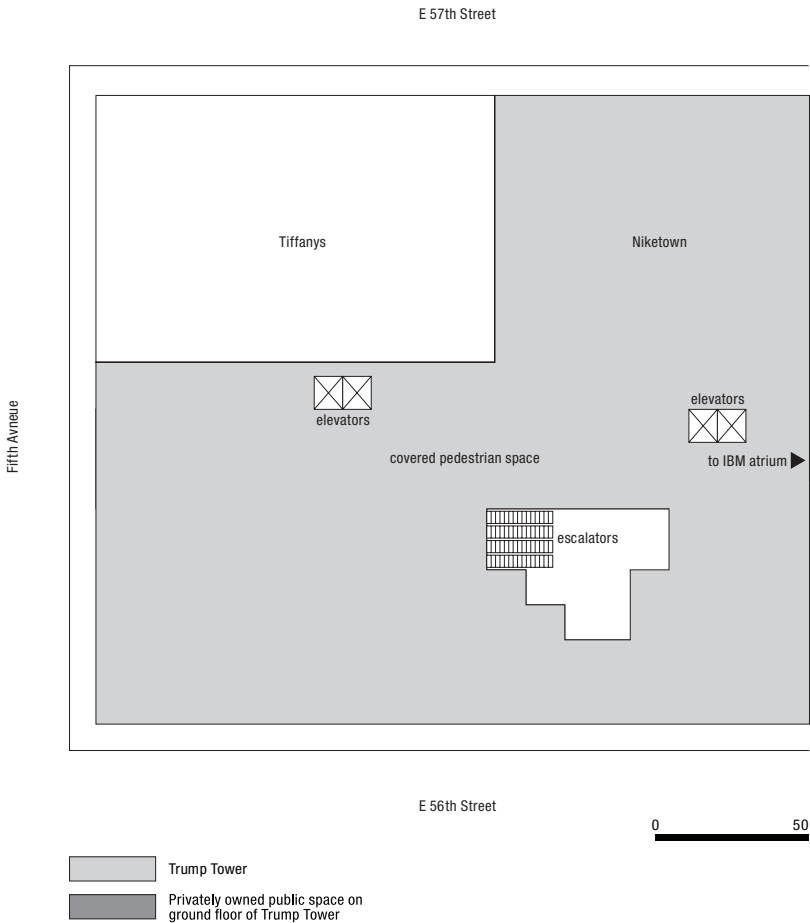 E 57th Street
Tiffanys
Niketown
Fifth Avneue
elevators
elevators
covered pedestrian space
to IBM atrium
escalators
E 56th Street
0 50
Trump Tower
Privately owned public space on
ground floor of Trump Tower